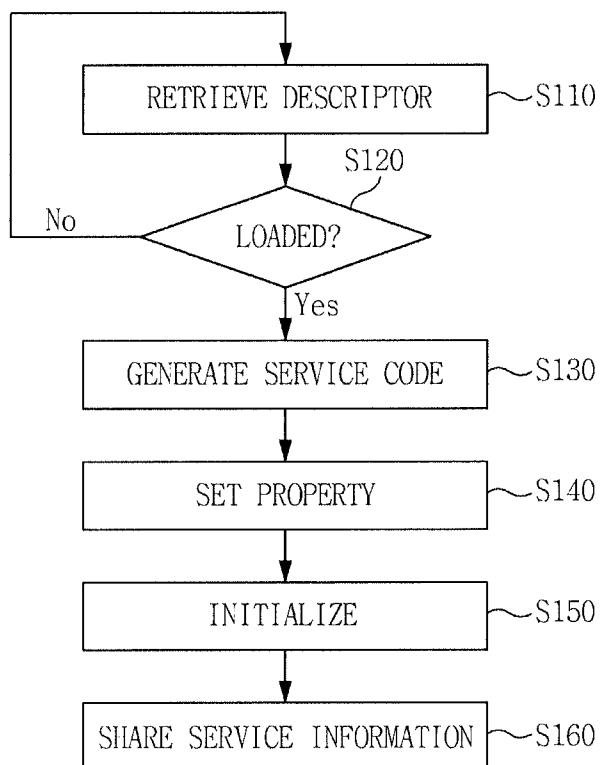 RETRIEVE DESCRIPTOR
S110
S120
LOADED?
No
Yes
GENERATE SERVICE CODE
S130
SET PROPERTY
S140
INITIALIZE
S150
SHARE SERVICE INFORMATION
S160